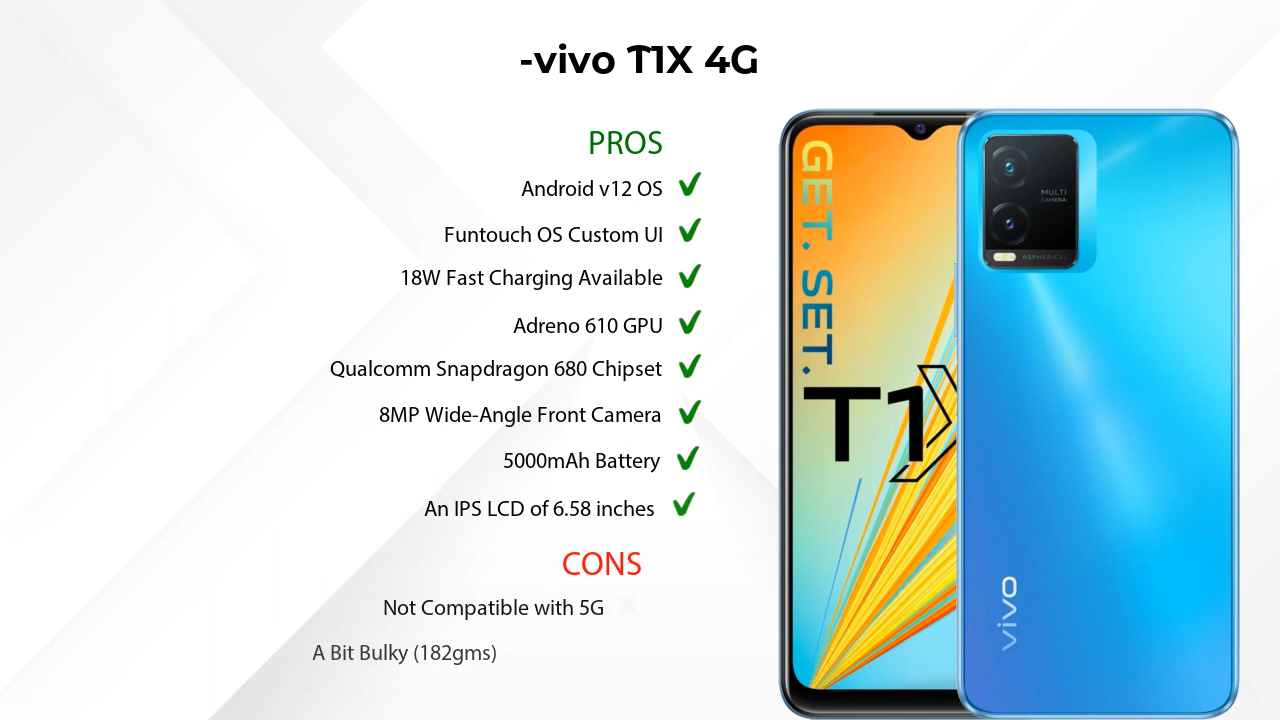 -vivo T1X 4G
PROS
Android v12 OS
Funtouch OS Custom UI
18W Fast Charging Available
Adreno 610 GPU
Qualcomm Snapdragon 680 Chipset
8MP Wide-Angle Front Camera
5000mAh Battery
An IPS LCD of 6.58 inches
CONS
Not Compatible with 5G
A Bit Bulky (182gms)
GET. SET.
T1X
MULTI
CAMERA
ASPHERICAL
vivo